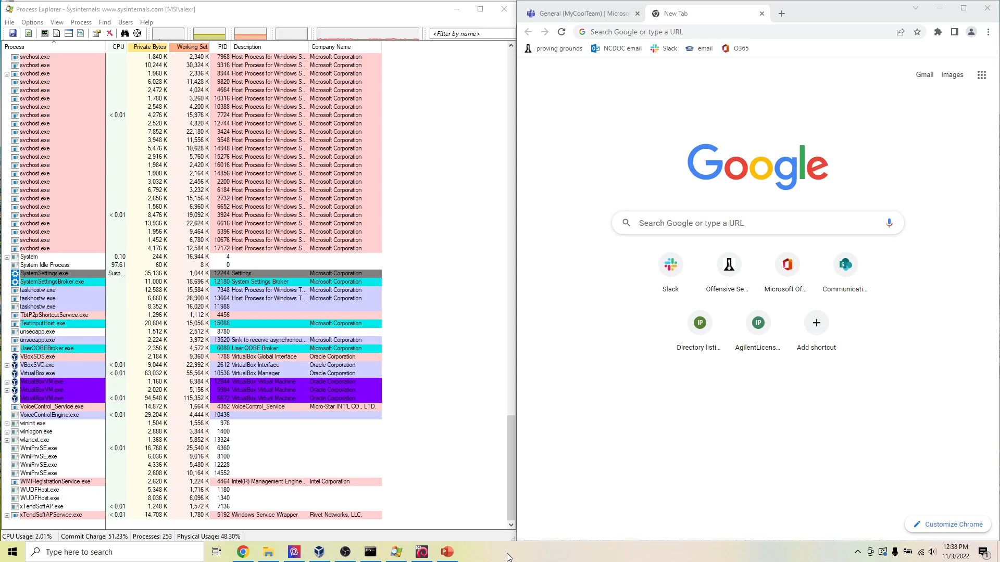 Process Explorer - Sysinternals: www.sysinternals.com [MSI\alexr]
File Options View Process Find Users Help
<Filter by name>
Process CPU Private Bytes Working Set PID Description Company Name
svchost.exe 1,840 K 2,340 K 7968 Host Process for Windows S... Microsoft Corporation
svchost.exe 10,244 K 30,324 K 9316 Host Process for Windows S... Microsoft Corporation
svchost.exe 1,960 K 2,336 K 8944 Host Process for Windows S... Microsoft Corporation
svchost.exe 6,028 K 11,428 K 9820 Host Process for Windows S... Microsoft Corporation
svchost.exe 2,472 K 4,024 K 4664 Host Process for Windows S... Microsoft Corporation
svchost.exe 1,780 K 3,260 K 10316 Host Process for Windows S... Microsoft Corporation
svchost.exe 2,548 K 4,200 K 10388 Host Process for Windows S... Microsoft Corporation
svchost.exe < 0.01 4,276 K 15,976 K 7724 Host Process for Windows S... Microsoft Corporation
svchost.exe 2,520 K 4,820 K 12744 Host Process for Windows S... Microsoft Corporation
svchost.exe 7,852 K 22,180 K 3424 Host Process for Windows S... Microsoft Corporation
svchost.exe 3,948 K 11,556 K 9548 Host Process for Windows S... Microsoft Corporation
svchost.exe 5,476 K 10,628 K 14948 Host Process for Windows S... Microsoft Corporation
svchost.exe 2,916 K 5,760 K 15276 Host Process for Windows S... Microsoft Corporation
svchost.exe 1,984 K 2,420 K 16016 Host Process for Windows S... Microsoft Corporation
svchost.exe 1,908 K 2,164 K 14856 Host Process for Windows S... Microsoft Corporation
svchost.exe 3,032 K 2,456 K 2200 Host Process for Windows S... Microsoft Corporation
svchost.exe 6,792 K 3,232 K 6184 Host Process for Windows S... Microsoft Corporation
svchost.exe 2,656 K 15,156 K 2732 Host Process for Windows S... Microsoft Corporation
svchost.exe 1,560 K 6,960 K 6652 Host Process for Windows S... Microsoft Corporation
svchost.exe < 0.01 8,476 K 19,092 K 3924 Host Process for Windows S... Microsoft Corporation
svchost.exe 13,936 K 22,624 K 6616 Host Process for Windows S... Microsoft Corporation
svchost.exe 1,956 K 9,464 K 5396 Host Process for Windows S... Microsoft Corporation
svchost.exe 1,452 K 6,780 K 10676 Host Process for Windows S... Microsoft Corporation
svchost.exe 4,176 K 12,584 K 17172 Host Process for Windows S... Microsoft Corporation
System 0.10 244 K 16,944 K 4
System Idle Process 97.61 60 K 8 K 0
SystemSettings.exe Susp... 35,136 K 1,044 K 12244 Settings Microsoft Corporation
SystemSettingsBroker.exe 11,000 K 18,696 K 12180 System Settings Broker Microsoft Corporation
taskhostw.exe 12,588 K 15,584 K 7348 Host Process for Windows T... Microsoft Corporation
taskhostw.exe 6,660 K 28,900 K 13664 Host Process for Windows T... Microsoft Corporation
taskhostw.exe 8,352 K 16,020 K 11988
TbtP2pShortcutService.exe 1,296 K 1,112 K 4456
TextInputHost.exe 20,604 K 15,056 K 15088 Microsoft Corporation
unsecapp.exe 1,512 K 2,512 K 8780
unsecapp.exe 2,224 K 3,972 K 13520 Sink to receive asynchronou... Microsoft Corporation
UserOOBEBroker.exe 2,356 K 4,572 K 6080 User OOBE Broker Microsoft Corporation
VBoxSDS.exe 2,184 K 9,360 K 1788 VirtualBox Global Interface Oracle Corporation
VBoxSVC.exe < 0.01 9,044 K 22,992 K 2612 VirtualBox Interface Oracle Corporation
VirtualBox.exe < 0.01 63,032 K 55,564 K 10536 VirtualBox Manager Oracle Corporation
VirtualBoxVM.exe 1,160 K 6,984 K 12844 VirtualBox Virtual Machine Oracle Corporation
VirtualBoxVM.exe 2,020 K 5,156 K 9984 VirtualBox Virtual Machine Oracle Corporation
VirtualBoxVM.exe < 0.01 94,548 K 115,352 K 6672 VirtualBox Virtual Machine Oracle Corporation
VoiceControl_Service.exe 14,872 K 1,664 K 4352 VoiceControl_Service Micro-Star INT'L CO., LTD.
VoiceControlEngine.exe < 0.01 29,204 K 4,444 K 10436
wininit.exe 1,504 K 1,556 K 976
winlogon.exe 2,888 K 3,844 K 1400
wlanext.exe 1,368 K 5,852 K 13324
WmiPrvSE.exe < 0.01 16,768 K 25,540 K 6360
WmiPrvSE.exe 6,036 K 9,016 K 8100
WmiPrvSE.exe 4,336 K 5,480 K 12228
WmiPrvSE.exe 2,608 K 10,164 K 14552
WMIRegistrationService.exe 2,620 K 1,224 K 4464 Intel(R) Management Engine... Intel Corporation
WUDFHost.exe 5,348 K 1,716 K 1180
WUDFHost.exe 8,036 K 6,096 K 1340
xTendSoftAP.exe < 0.01 1,248 K 1,572 K 7136
xTendSoftAPService.exe < 0.01 14,708 K 1,780 K 5192 Windows Service Wrapper Rivet Networks, LLC.
CPU Usage: 2.01% Commit Charge: 51.23% Processes: 253 Physical Usage: 48.30%
General (MyCoolTeam) | Microso
New Tab
Search Google or type a URL
proving grounds NCDOC email Slack email O365
Gmail Images
Google
Search Google or type a URL
Slack Offensive Se... Microsoft Of... Communicati...
IP IP
Directory listi... AgilentLicens... Add shortcut
Customize Chrome
Type here to search
64
12:38 PM
11/3/2022
1